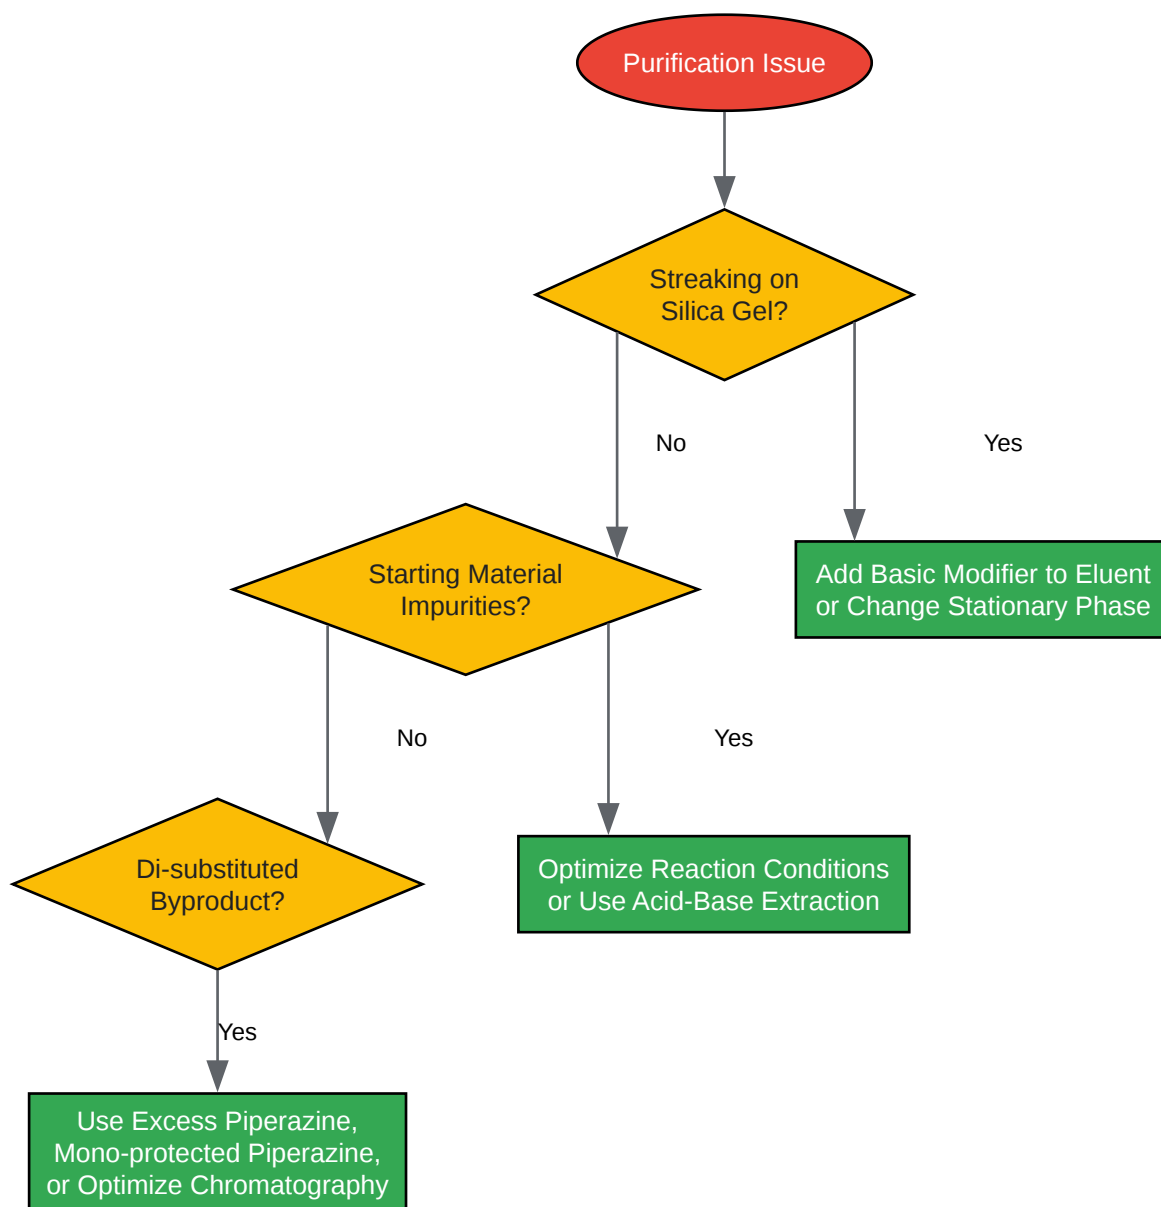 Purification Issue
Streaking on
Silica Gel?
No
Yes
Starting Material
Impurities?
Add Basic Modifier to Eluent
or Change Stationary Phase
No
Yes
Di-substituted
Byproduct?
Optimize Reaction Conditions
or Use Acid-Base Extraction
Yes
Use Excess Piperazine,
Mono-protected Piperazine,
or Optimize Chromatography